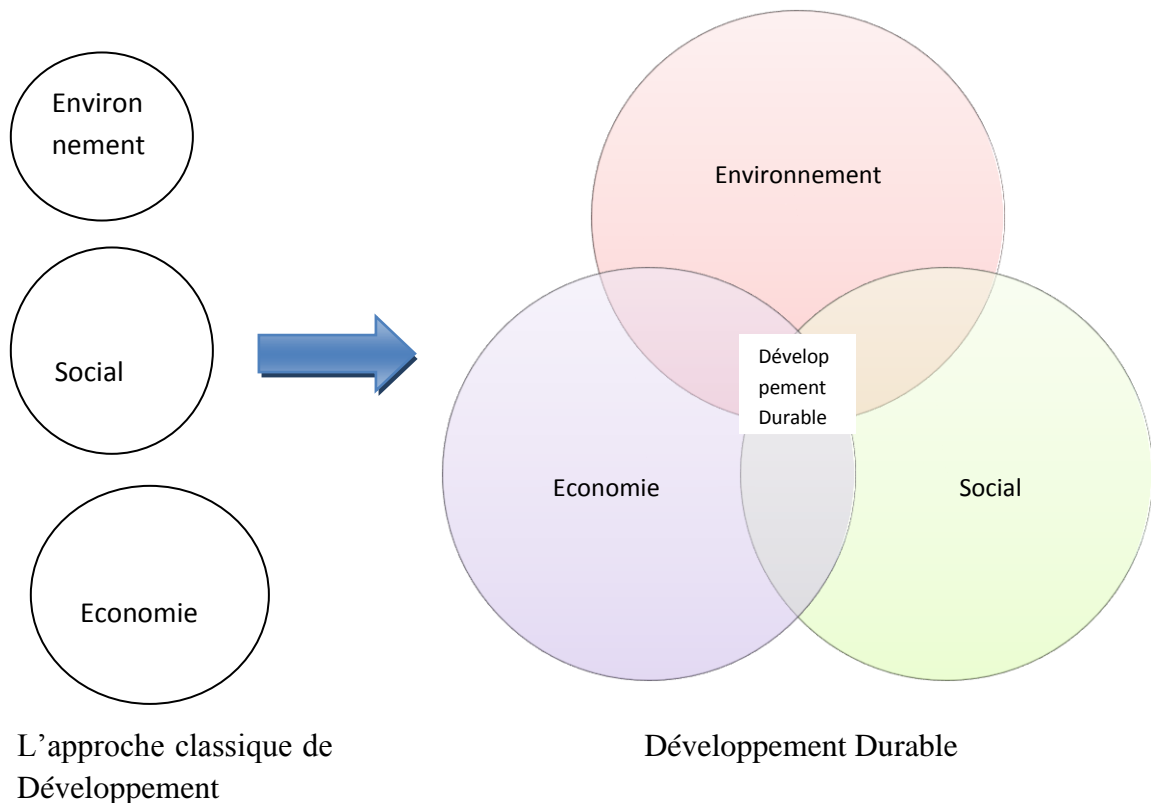 Environ
nement
Social
Economie
L’approche classique de
Développement
Environnement
Dévelop
pement
Durable
Economie
Social
Développement Durable